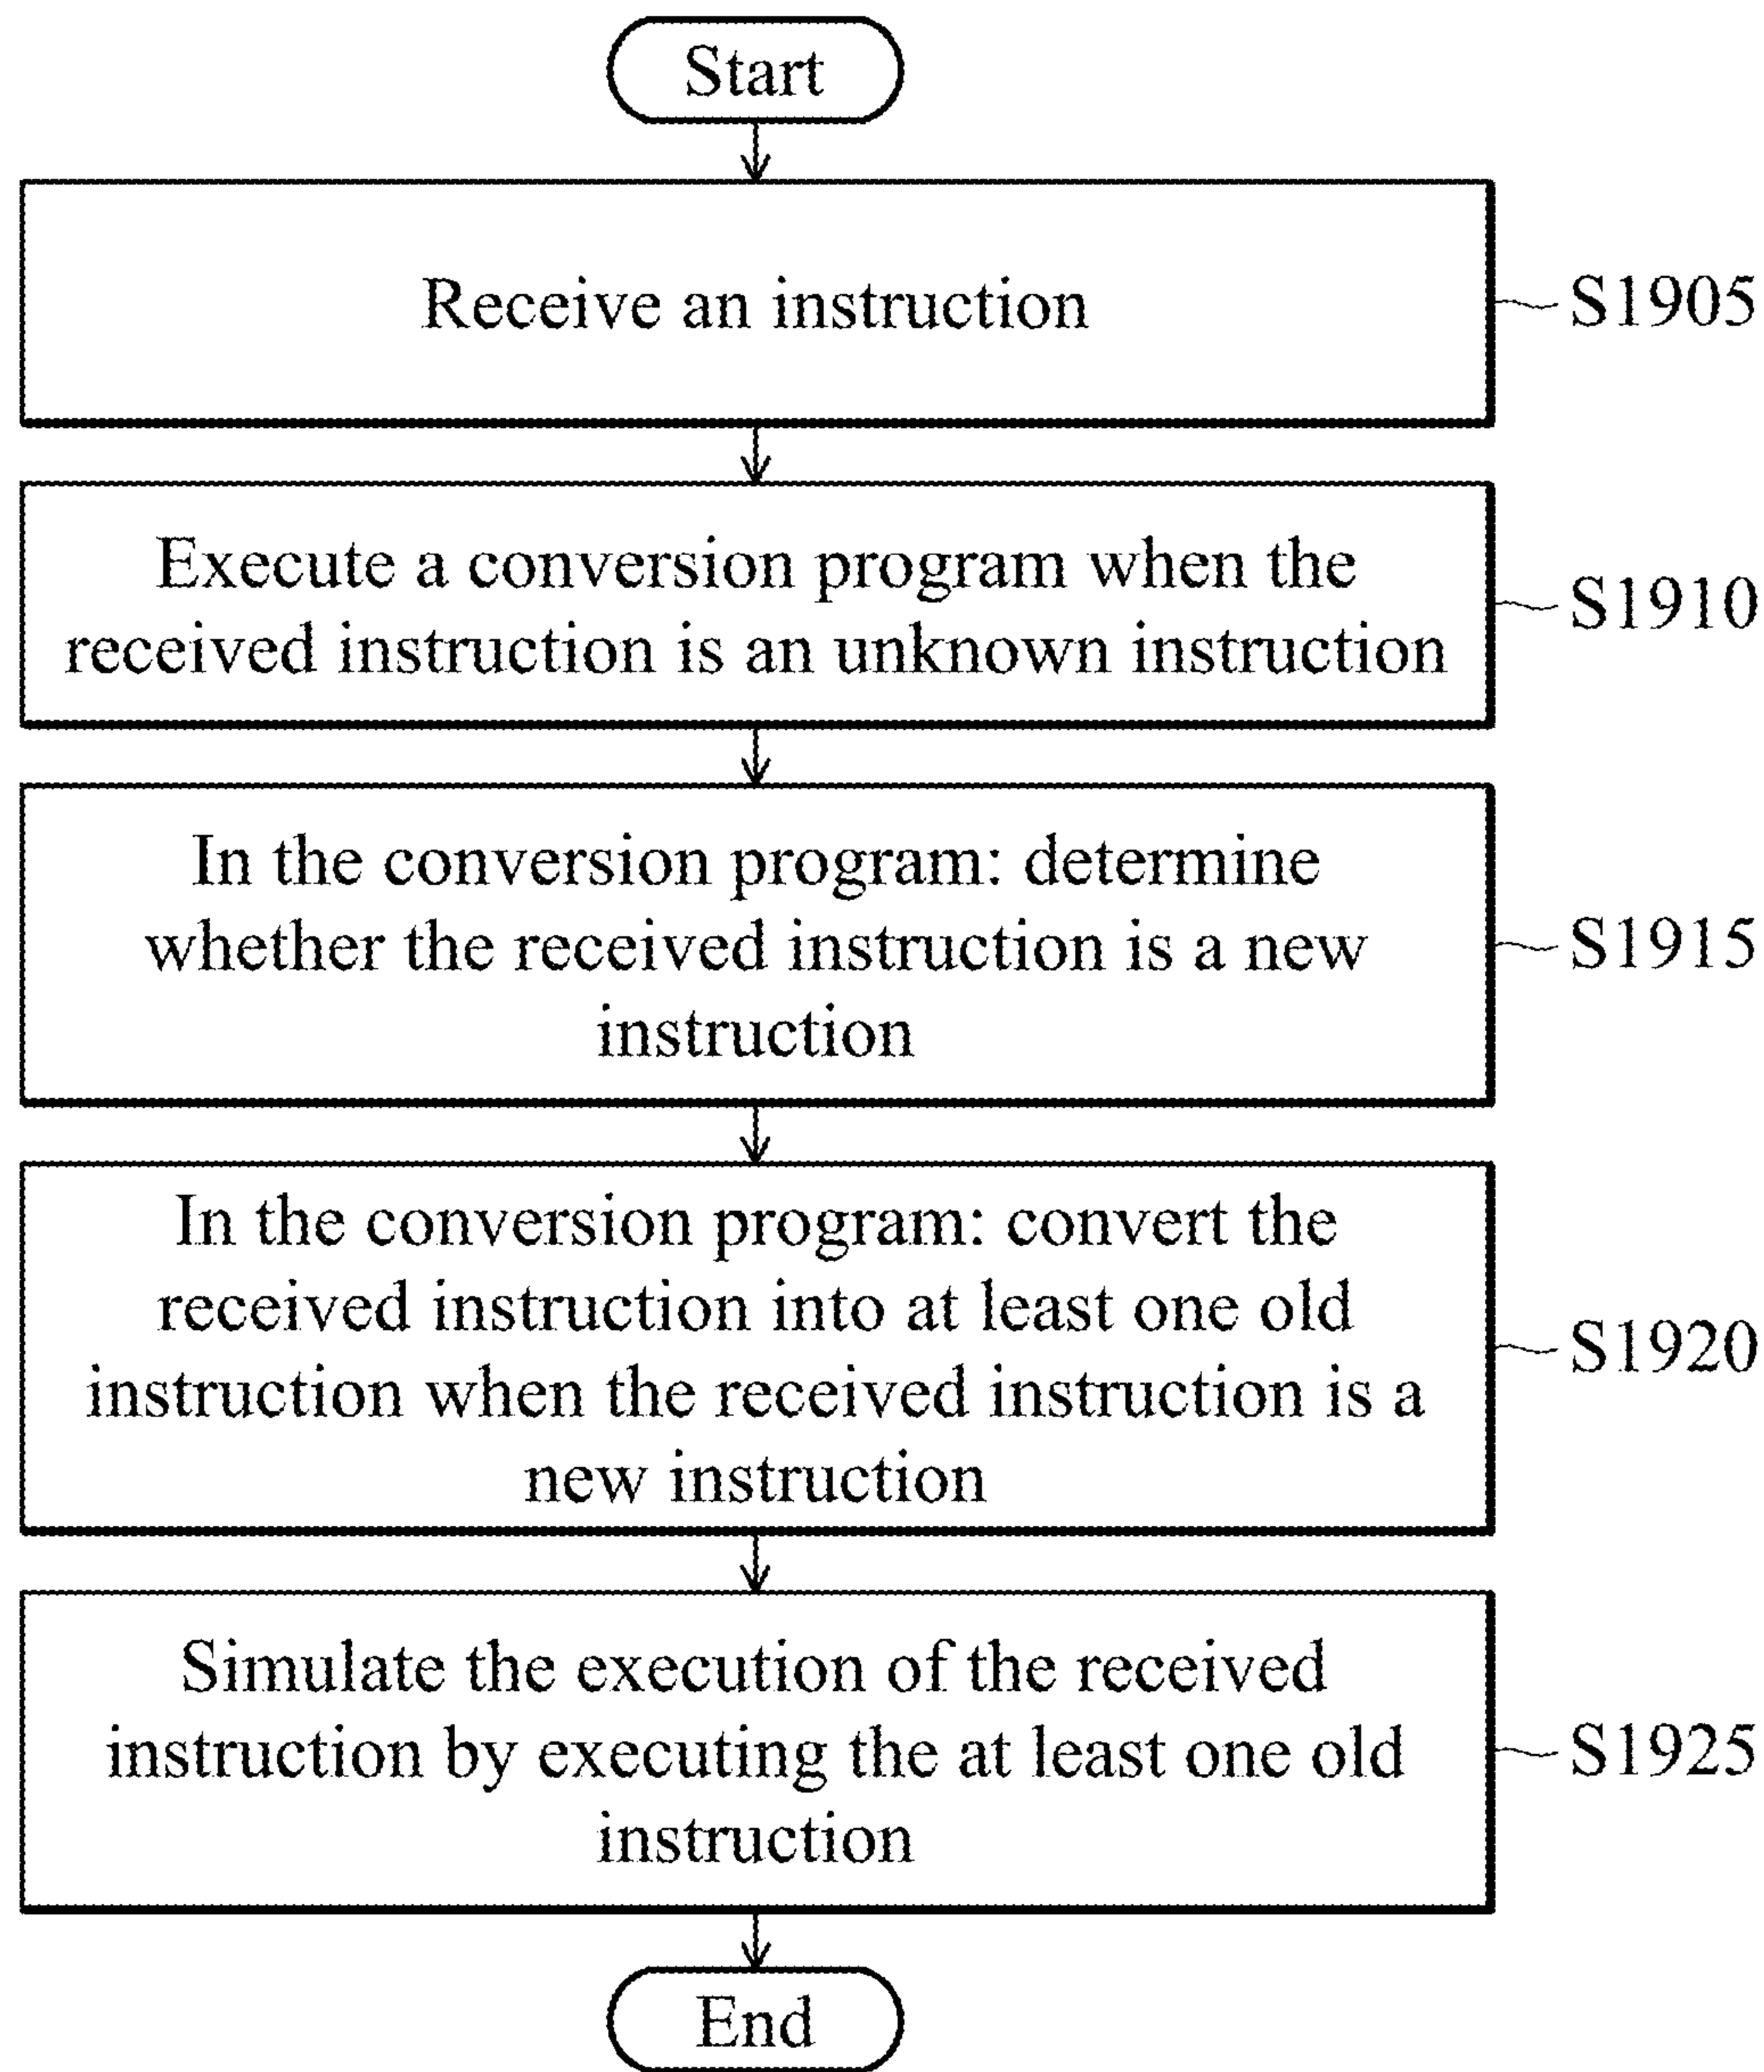 Start
Receive an instruction
S1905
Execute a conversion program when the
received instruction is an unknown instruction
S1910
In the conversion program: determine
whether the received instruction is a new
instruction
S1915
In the conversion program: convert the
received instruction into at least one old
instruction when the received instruction is a
new instruction
S1920
Simulate the execution of the received
instruction by executing the at least one old
instruction
S1925
End